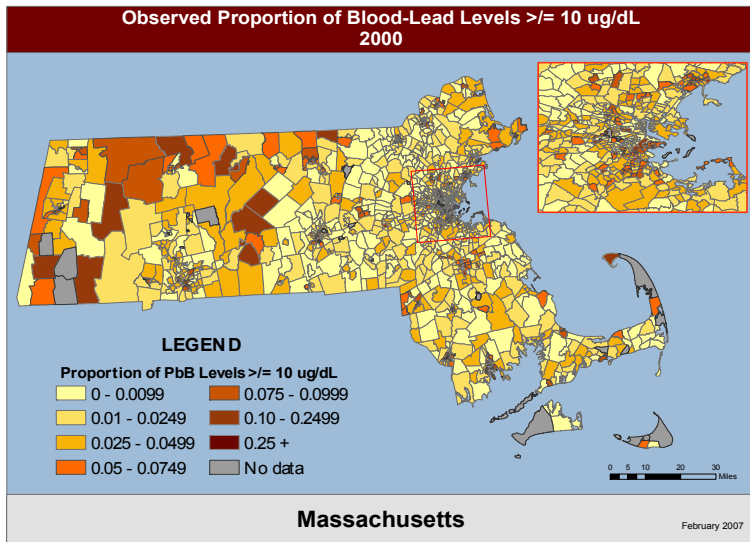 Observed Proportion of Blood-Lead Levels >/= 10 ug/dL
2000
LEGEND
Proportion of PbB Levels >/= 10 ug/dL
0 - 0.0099
0.01 - 0.0249
0.025 - 0.0499
0.05 - 0.0749
0.075 - 0.0999
0.10 - 0.2499
0.25 +
No data
0 5 10 20 30
Miles
Massachusetts
February 2007